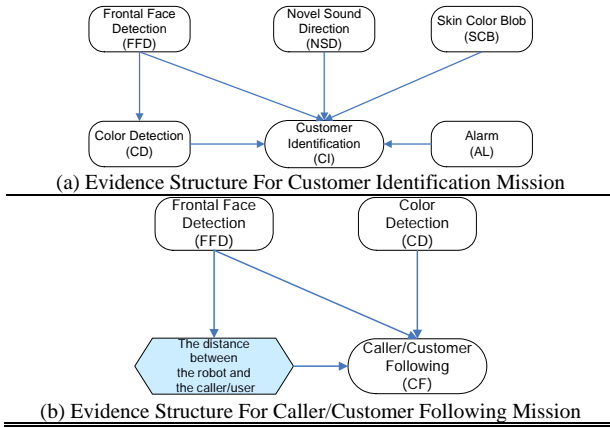 Frontal Face
Detection
(FFD)
Novel Sound
Direction
(NSD)
Skin Color Blob
(SCB)
Color Detection
(CD)
Customer
Identification
(CI)
Alarm
(AL)
(a) Evidence Structure For Customer Identification Mission
Frontal Face
Detection
(FFD)
Color
Detection
(CD)
The distance
between
the robot and
the caller/user
Caller/Customer
Following
(CF)
(b) Evidence Structure For Caller/Customer Following Mission